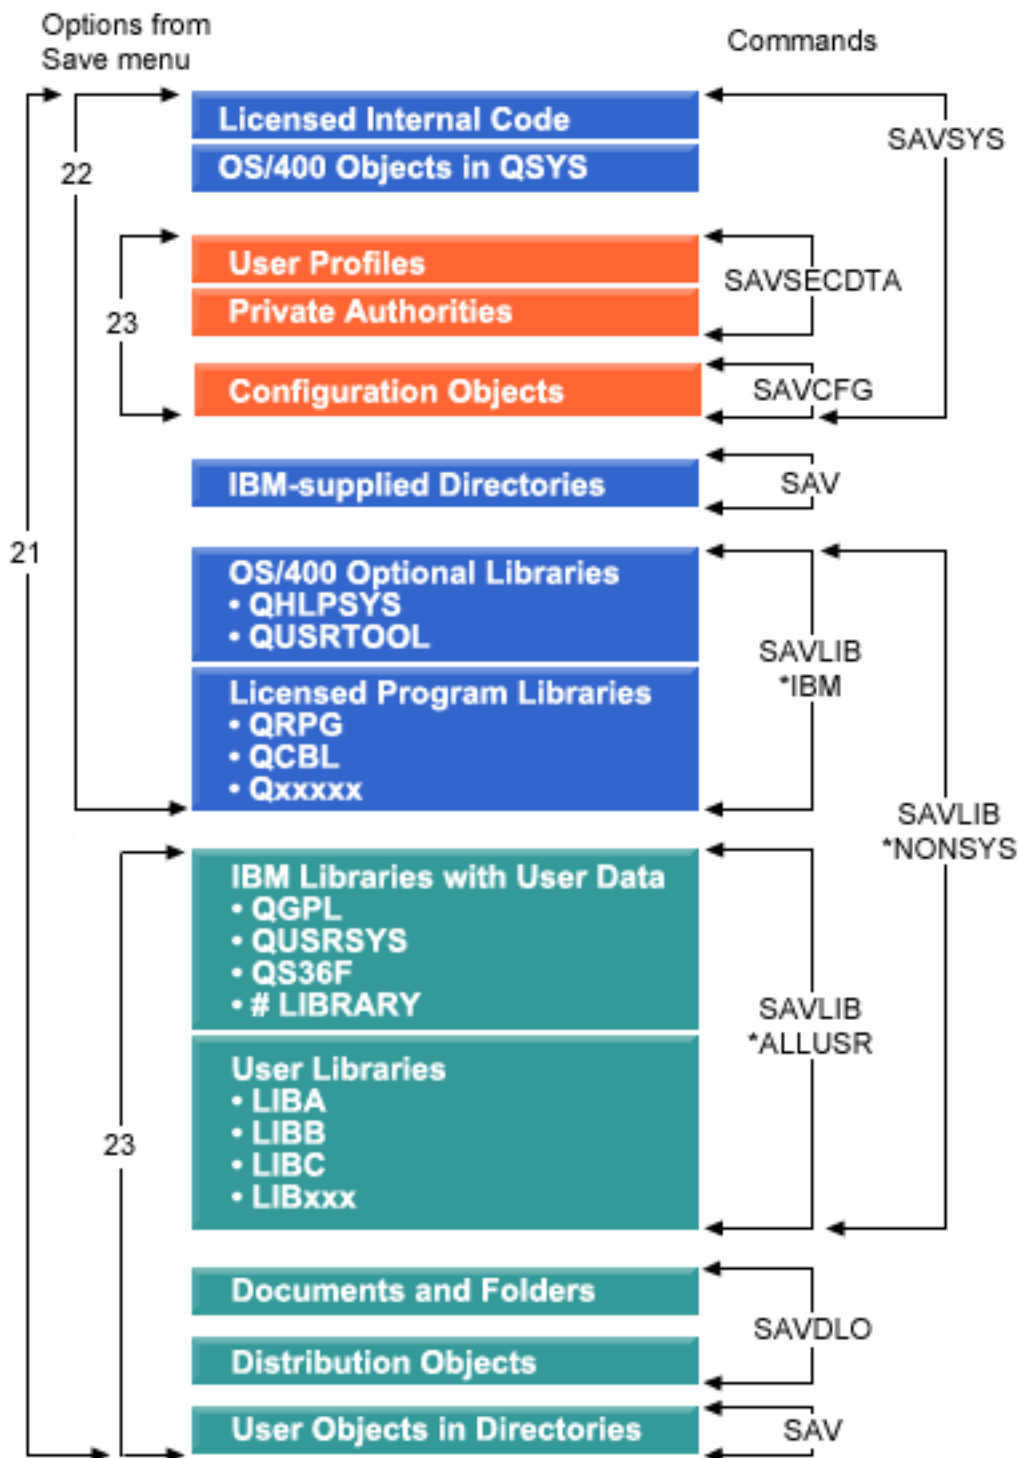 Options from
Save menu
Commands
Licensed Internal Code
OS/400 Objects in QSYS
SAVSYS
22
User Profiles
Private Authorities
SAVSECDTA
23
Configuration Objects
SAVCFG
IBM-supplied Directories
SAV
21
OS/400 Optional Libraries
• QHLPSYS
• QUSRTOOL
SAVLIB
*IBM
Licensed Program Libraries
• QRPG
• QCBL
• Qxxxxx
SAVLIB
*NONSYS
IBM Libraries with User Data
• QGPL
• QUSRSYS
• QS36F
• # LIBRARY
SAVLIB
*ALLUSR
User Libraries
• LIBA
• LIBB
• LIBC
• LIBxxx
23
Documents and Folders
SAVDLO
Distribution Objects
User Objects in Directories
SAV